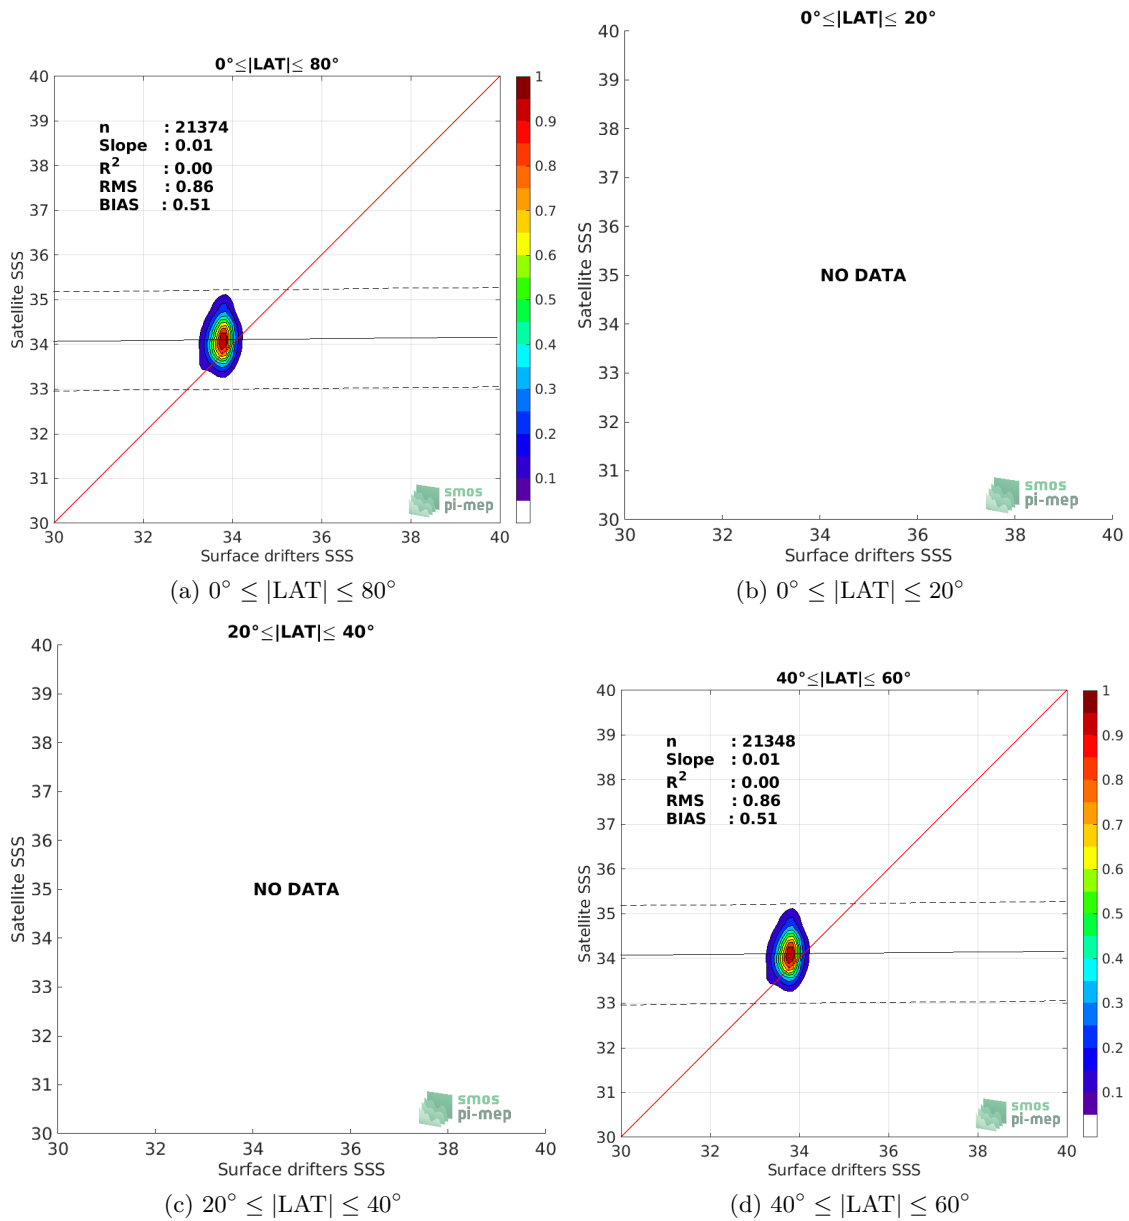 0°≤|LAT|≤ 80°
40
39
38
37
36
35
34
33
32
31
30
Satellite SSS
n : 21374
Slope : 0.01
R² : 0.00
RMS : 0.86
BIAS : 0.51
smos
pi-mep
30 32 34 36 38 40
Surface drifters SSS
1
0.9
0.8
0.7
0.6
0.5
0.4
0.3
0.2
0.1
(a) 0° ≤ |LAT| ≤ 80°
0°≤|LAT|≤ 20°
40
39
38
37
36
35
34
33
32
31
30
Satellite SSS
NO DATA
smos
pi-mep
30 32 34 36 38 40
Surface drifters SSS
(b) 0° ≤ |LAT| ≤ 20°
20°≤|LAT|≤ 40°
40
39
38
37
36
35
34
33
32
31
30
Satellite SSS
NO DATA
smos
pi-mep
30 32 34 36 38 40
Surface drifters SSS
(c) 20° ≤ |LAT| ≤ 40°
40°≤|LAT|≤ 60°
40
39
38
37
36
35
34
33
32
31
30
Satellite SSS
n : 21348
Slope : 0.01
R² : 0.00
RMS : 0.86
BIAS : 0.51
smos
pi-mep
30 32 34 36 38 40
Surface drifters SSS
1
0.9
0.8
0.7
0.6
0.5
0.4
0.3
0.2
0.1
(d) 40° ≤ |LAT| ≤ 60°